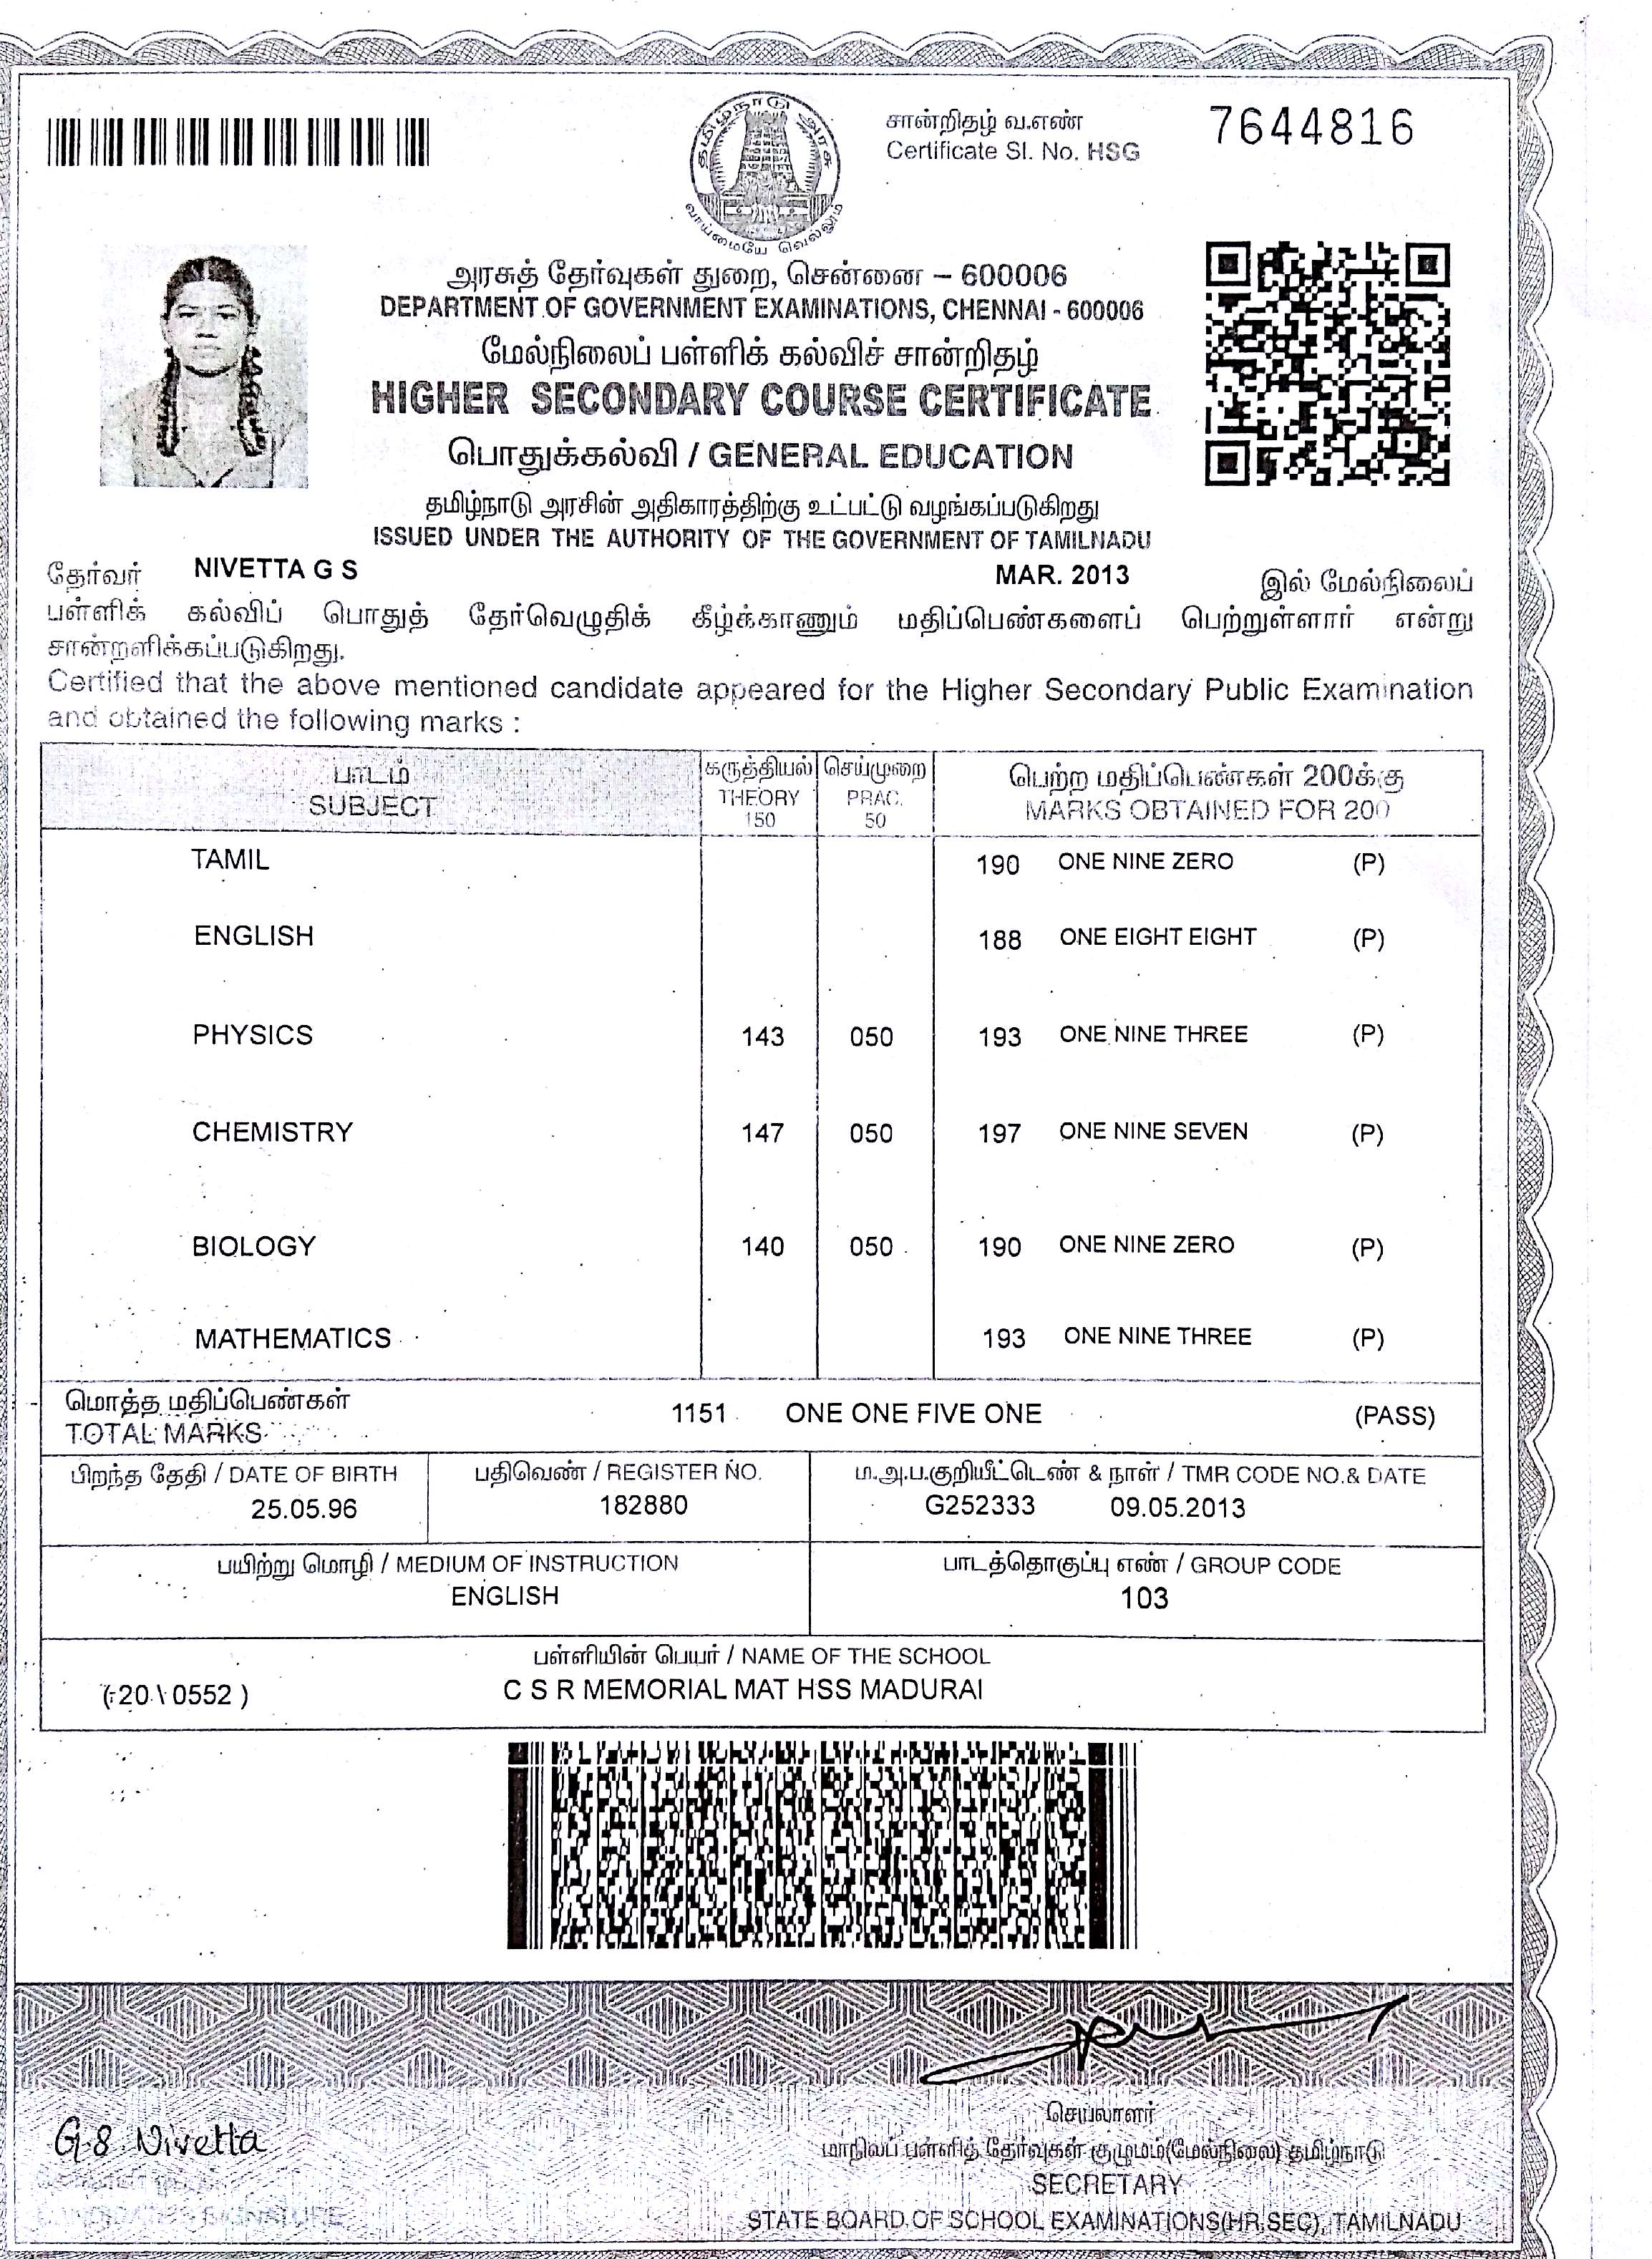 தமிழ்நாடு அரசு
வாய்மையே வெல்லும்
சான்றிதழ் வ.எண்
Certificate Sl. No. HSG
7644816
அரசுத் தேர்வுகள் துறை, சென்னை – 600006
DEPARTMENT OF GOVERNMENT EXAMINATIONS, CHENNAI - 600006
மேல்நிலைப் பள்ளிக் கல்விச் சான்றிதழ்
HIGHER SECONDARY COURSE CERTIFICATE
பொதுக்கல்வி / GENERAL EDUCATION
தமிழ்நாடு அரசின் அதிகாரத்திற்கு உட்பட்டு வழங்கப்படுகிறது
ISSUED UNDER THE AUTHORITY OF THE GOVERNMENT OF TAMILNADU
தேர்வர் NIVETTA G S MAR. 2013 இல் மேல்நிலைப்
பள்ளிக் கல்விப் பொதுத் தேர்வெழுதிக் கீழ்க்காணும் மதிப்பெண்களைப் பெற்றுள்ளார் என்று
சான்றளிக்கப்படுகிறது.
Certified that the above mentioned candidate appeared for the Higher Secondary Public Examination
and obtained the following marks :
பாடம் கருத்தியல் செய்முறை பெற்ற மதிப்பெண்கள் 200க்கு
SUBJECT THEORY PRAC. MARKS OBTAINED FOR 200
150 50
TAMIL 190 ONE NINE ZERO (P)
ENGLISH 188 ONE EIGHT EIGHT (P)
PHYSICS 143 050 193 ONE NINE THREE (P)
CHEMISTRY 147 050 197 ONE NINE SEVEN (P)
BIOLOGY 140 050 190 ONE NINE ZERO (P)
MATHEMATICS 193 ONE NINE THREE (P)
மொத்த மதிப்பெண்கள்
TOTAL MARKS 1151 ONE ONE FIVE ONE (PASS)
பிறந்த தேதி / DATE OF BIRTH பதிவெண் / REGISTER NO. ம.அ.ப.குறியீட்டெண் & நாள் / TMR CODE NO.& DATE
25.05.96 182880 G252333 09.05.2013
பயிற்று மொழி / MEDIUM OF INSTRUCTION பாடத்தொகுப்பு எண் / GROUP CODE
ENGLISH 103
பள்ளியின் பெயர் / NAME OF THE SCHOOL
(-20 \ 0552 ) C S R MEMORIAL MAT HSS MADURAI
G.S. Nivetta
செயலாளர்
மாநிலப் பள்ளித் தேர்வுகள் குழுமம்(மேல்நிலை) தமிழ்நாடு
SECRETARY
SIGNATURE
STATE BOARD OF SCHOOL EXAMINATIONS(HR.SEC), TAMILNADU